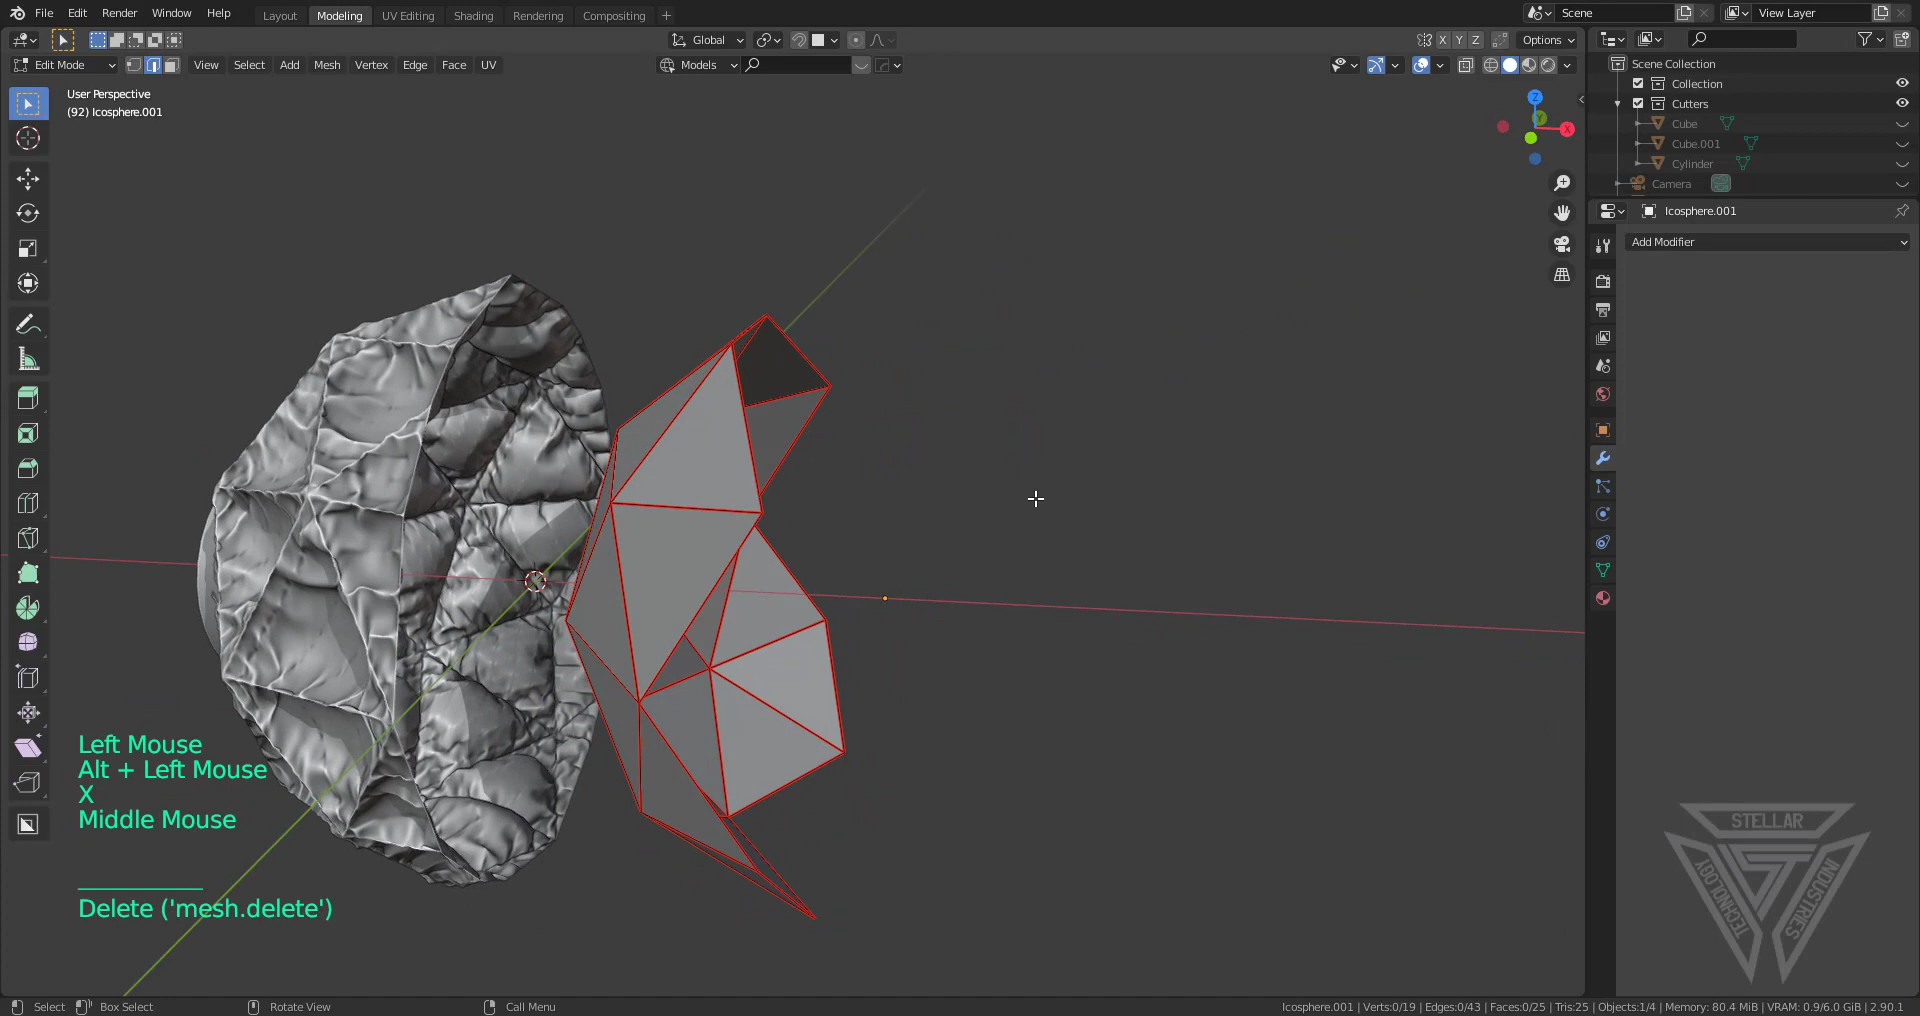 File Edit Render Window Help Layout Modeling UV Editing Shading Rendering Compositing + Scene View Layer
Global X Y Z Options
Edit Mode View Select Add Mesh Vertex Edge Face UV Models
User Perspective
(92) Icosphere.001
Z
Y
X
Scene Collection
Collection
Cutters
Cube
Cube.001
Cylinder
Camera
Icosphere.001
Add Modifier
Left Mouse
Alt + Left Mouse
X
Middle Mouse
Delete ('mesh.delete')
STELLAR
TECHNOLOGY
INDUSTRIES
Select Box Select Rotate View Call Menu Icosphere.001 | Verts:0/19 | Edges:0/43 | Faces:0/25 | Tris:25 | Objects:1/4 | Memory: 80.4 MiB | VRAM: 0.9/6.0 GiB | 2.90.1